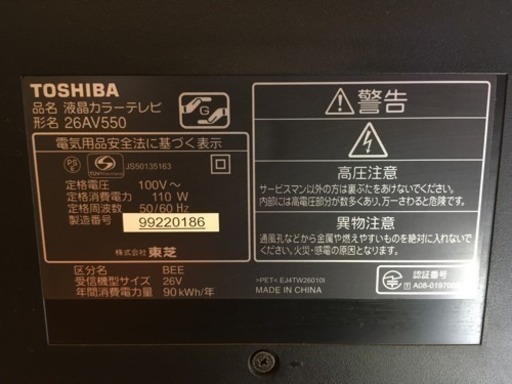 TOSHIBA
品名 液晶カラーテレビ
形名 26AV550
電気用品安全法に基づく表示
PS
E
JS50135163
定格電圧 100V～
定格消費電力 110 W
定格周波数 50/60 Hz
製造番号 99220186
株式会社 東芝
区分名 BEE
受信機型サイズ 26V
年間消費電力量 90 kWh/年
警告
高圧注意
サービスマン以外の方は裏ぶたをあけないでください。
内部には高電圧部分が数多くあり、万一さわると危険です。
異物注意
通風孔などから金属や燃えやすいものを絶対に入れないで
ください。火災・感電の原因となります。
>PET< EJ4TW26010I
MADE IN CHINA
認証番号